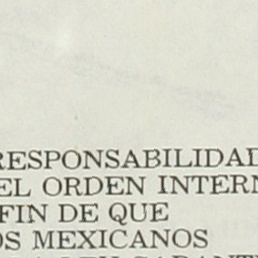 RESPONSABILIDAD
EL ORDEN INTERN
FIN DE QUE
OS MEXICANOS